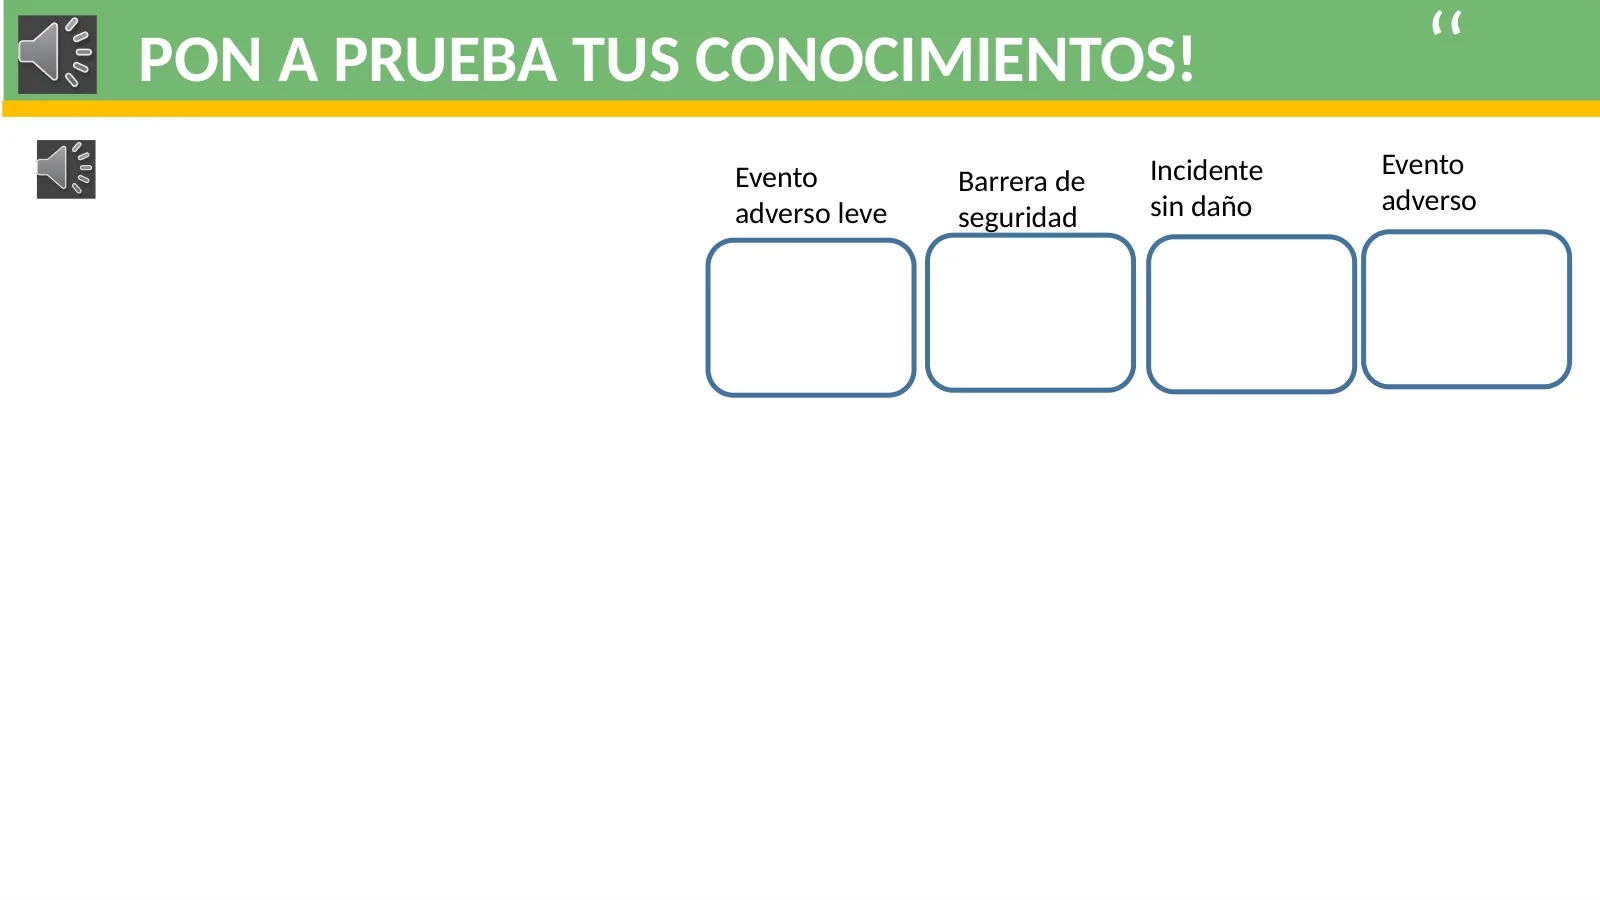 PON A PRUEBA TUS CONOCIMIENTOS!
“
Evento
adverso leve
Barrera de
seguridad
Incidente
sin daño
Evento
adverso